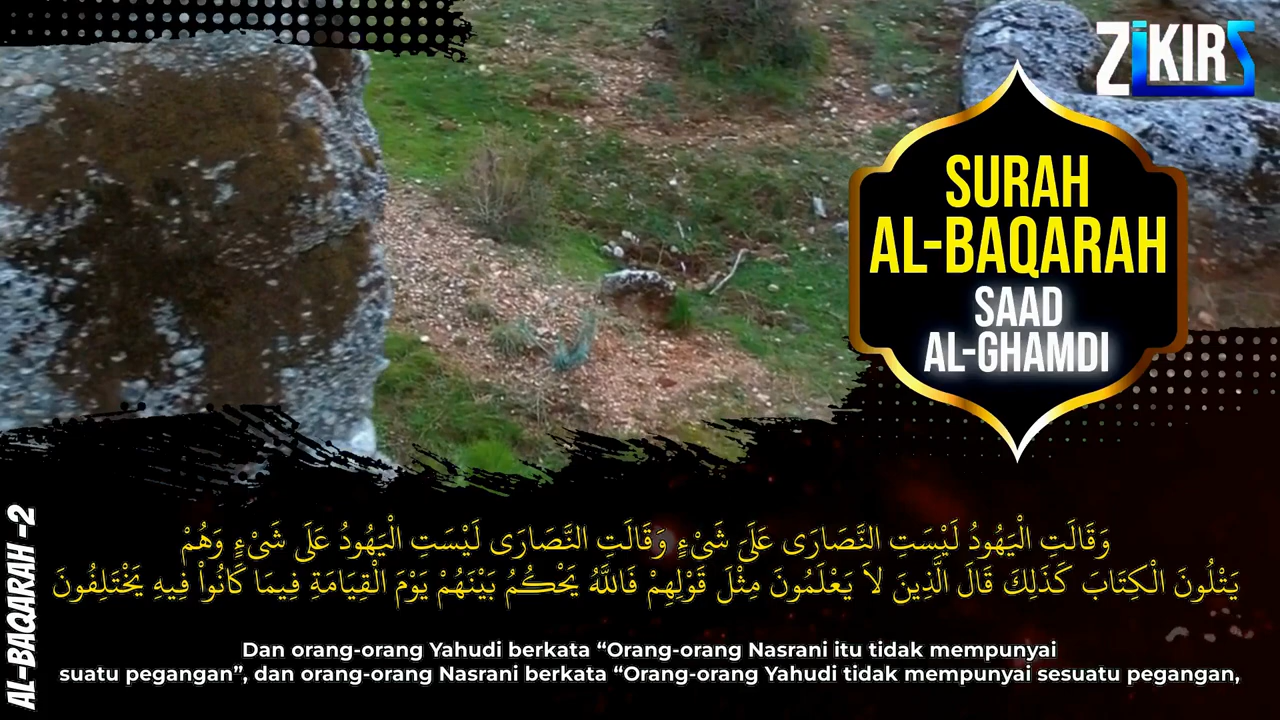 ZIKIRS
SURAH
AL-BAQARAH
SAAD
AL-GHAMDI
AL-BAQARAH -2
وَقَالَتِ الْيَهُودُ لَيْسَتِ النَّصَارَى عَلَىَ شَىْءٍ وَقَالَتِ النَّصَارَى لَيْسَتِ الْيَهُودُ عَلَى شَىْءٍ وَهُمْ
يَتْلُونَ الْكِتَابَ كَذَلِكَ قَالَ الَّذِينَ لاَ يَعْلَمُونَ مِثْلَ قَوْلِهِمْ فَاللّهُ يَحْكُمُ بَيْنَهُمْ يَوْمَ الْقِيَامَةِ فِيمَا كَانُواْ فِيهِ يَخْتَلِفُونَ
Dan orang-orang Yahudi berkata “Orang-orang Nasrani itu tidak mempunyai
suatu pegangan”, dan orang-orang Nasrani berkata “Orang-orang Yahudi tidak mempunyai sesuatu pegangan,